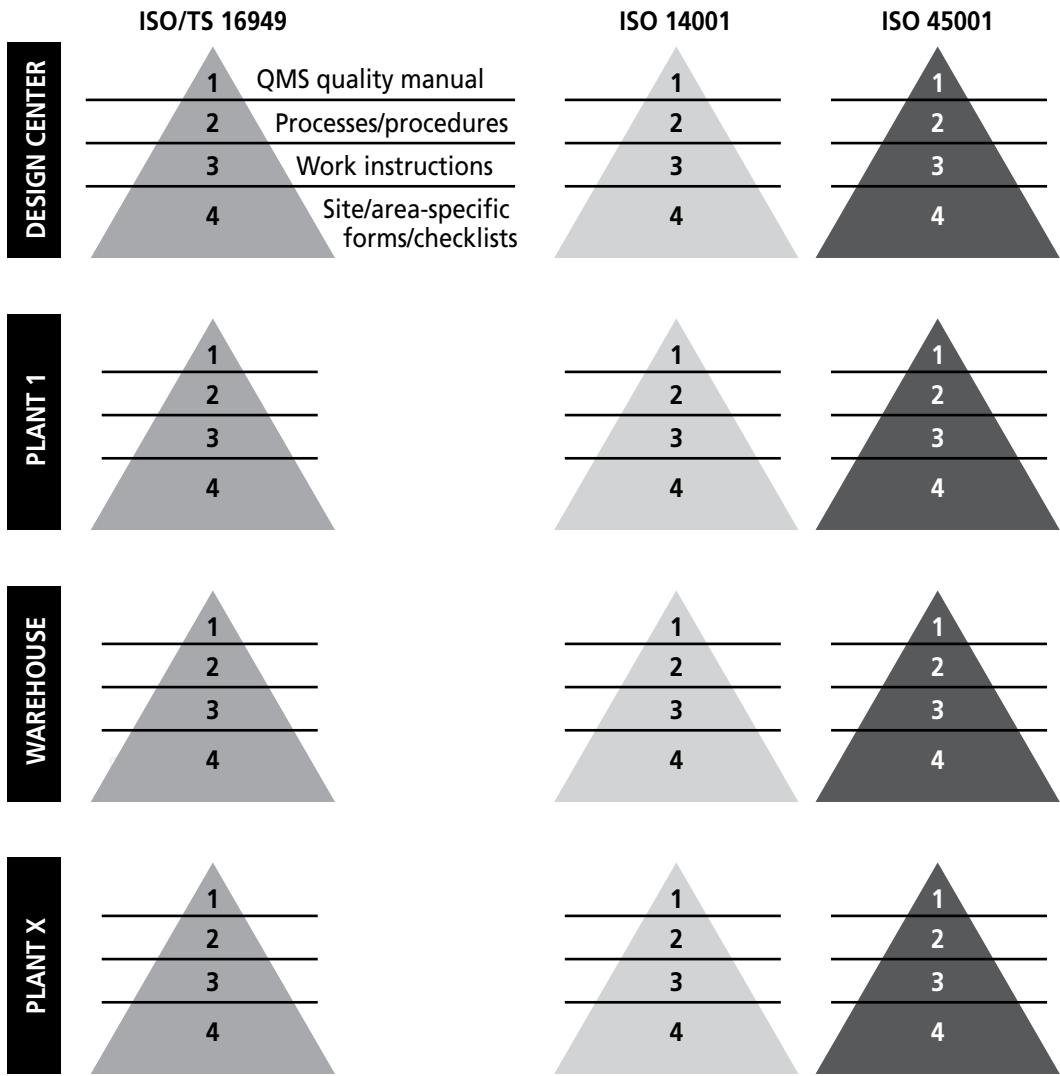 ISO/TS 16949 ISO 14001 ISO 45001
DESIGN CENTER
1 QMS quality manual 1 1
2 Processes/procedures 2 2
3 Work instructions 3 3
4 Site/area-specific 4 4
forms/checklists
PLANT 1
1 1 1
2 2 2
3 3 3
4 4 4
WAREHOUSE
1 1 1
2 2 2
3 3 3
4 4 4
PLANT X
1 1 1
2 2 2
3 3 3
4 4 4